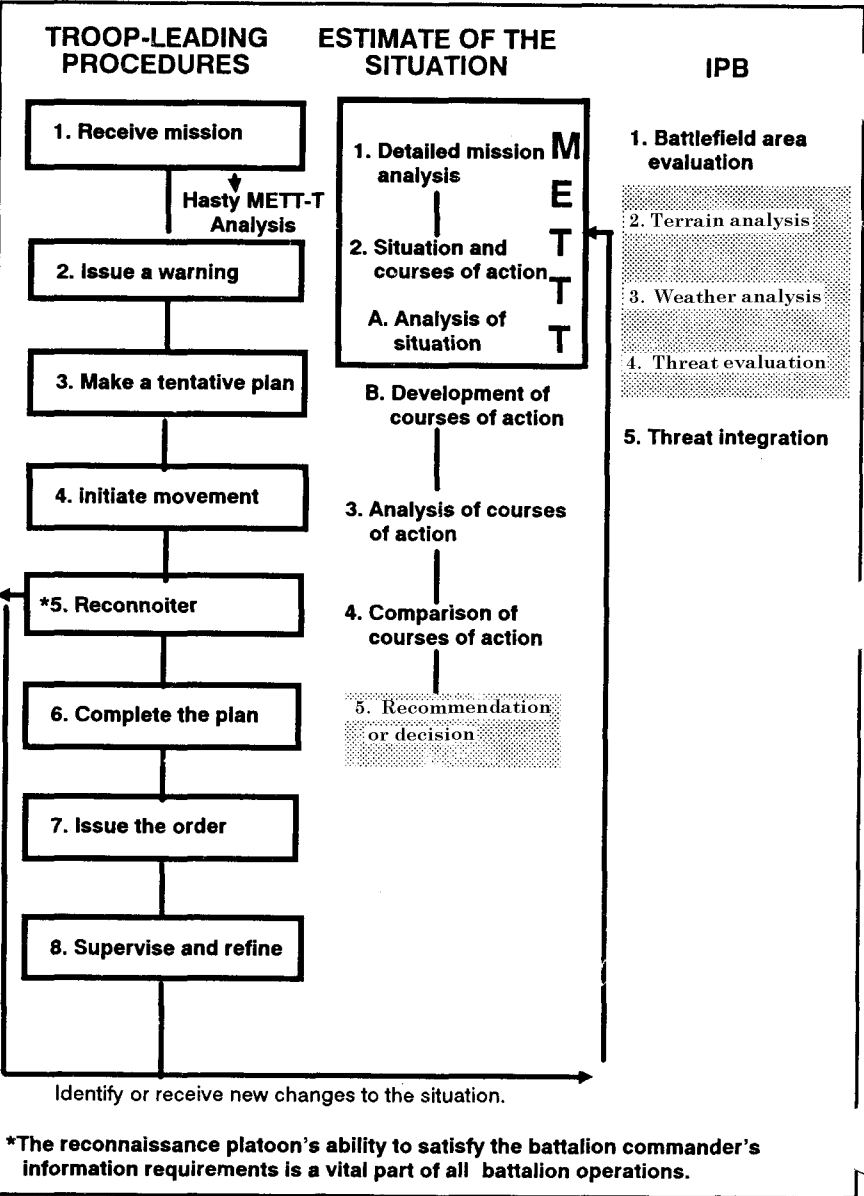 TROOP-LEADING
PROCEDURES
1. Receive mission
Hasty METT-T
Analysis
2. Issue a warning
3. Make a tentative plan
4. initiate movement
*5. Reconnoiter
6. Complete the plan
7. Issue the order
8. Supervise and refine
ESTIMATE OF THE
SITUATION
1. Detailed mission
analysis
2. Situation and
courses of action
A. Analysis of
situation
M
E
T
T
T
B. Development of
courses of action
3. Analysis of courses
of action
4. Comparison of
courses of action
5. Recommendation
or decision
IPB
1. Battlefield area
evaluation
2. Terrain analysis
3. Weather analysis
4. Threat evaluation
5. Threat integration
Identify or receive new changes to the situation.
*The reconnaissance platoon's ability to satisfy the battalion commander's
information requirements is a vital part of all battalion operations.